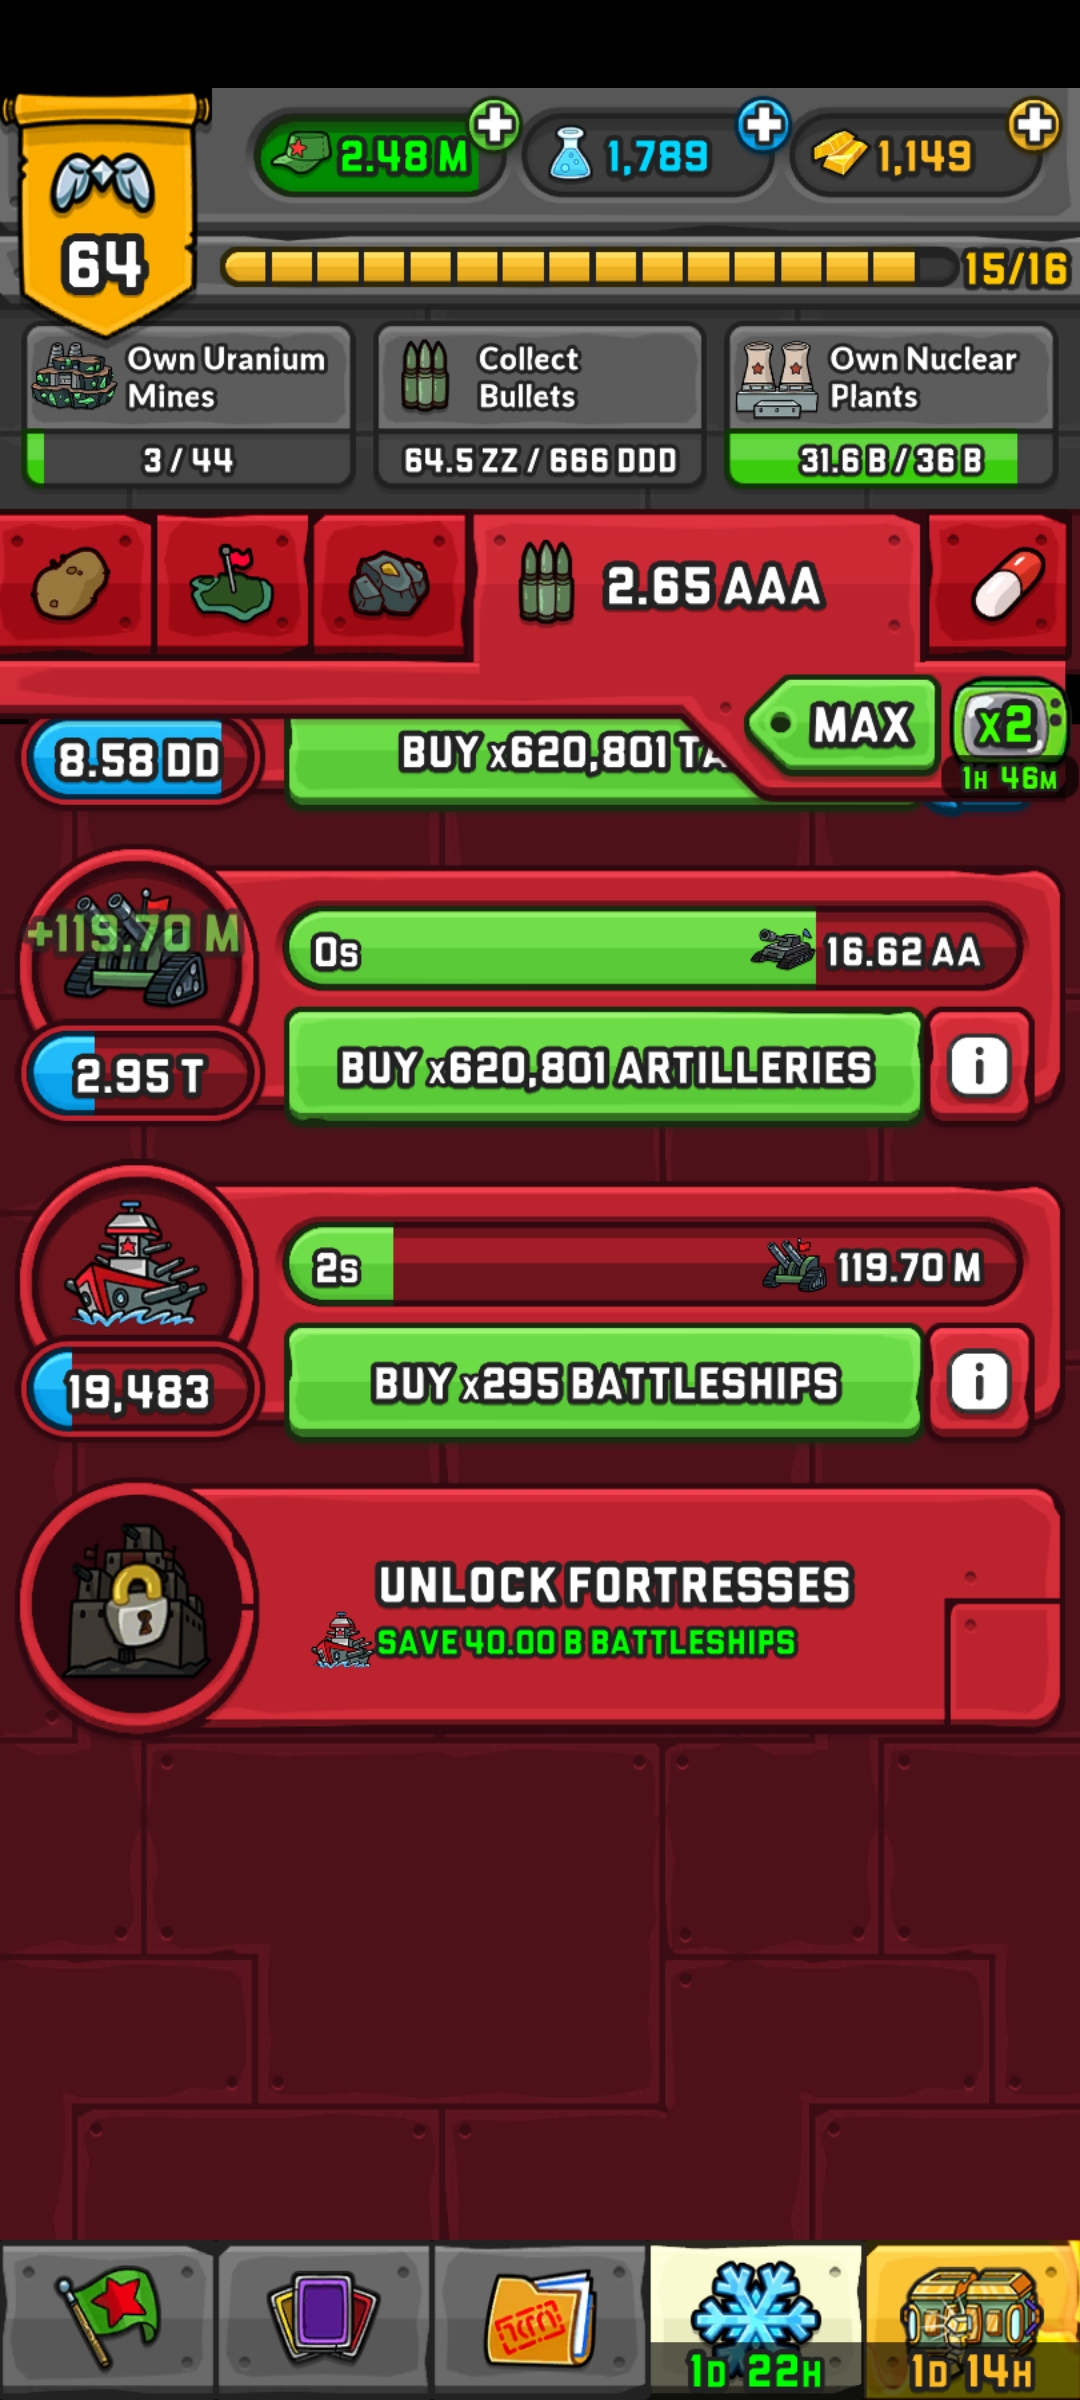 64
2.48 M
1,789
1,149
15/16
Own Uranium
Mines
3 / 44
Collect
Bullets
64.5 ZZ / 666 DDD
Own Nuclear
Plants
31.6 B / 36 B
2.65 AAA
MAX
x2
1H 46M
8.58 DD
BUY x620,801 TA
+119.70 M
0s
16.62 AA
2.95 T
BUY x620,801 ARTILLERIES
i
2s
119.70 M
19,483
BUY x295 BATTLESHIPS
i
UNLOCK FORTRESSES
SAVE 40.00 B BATTLESHIPS
1D 22H
1D 14H